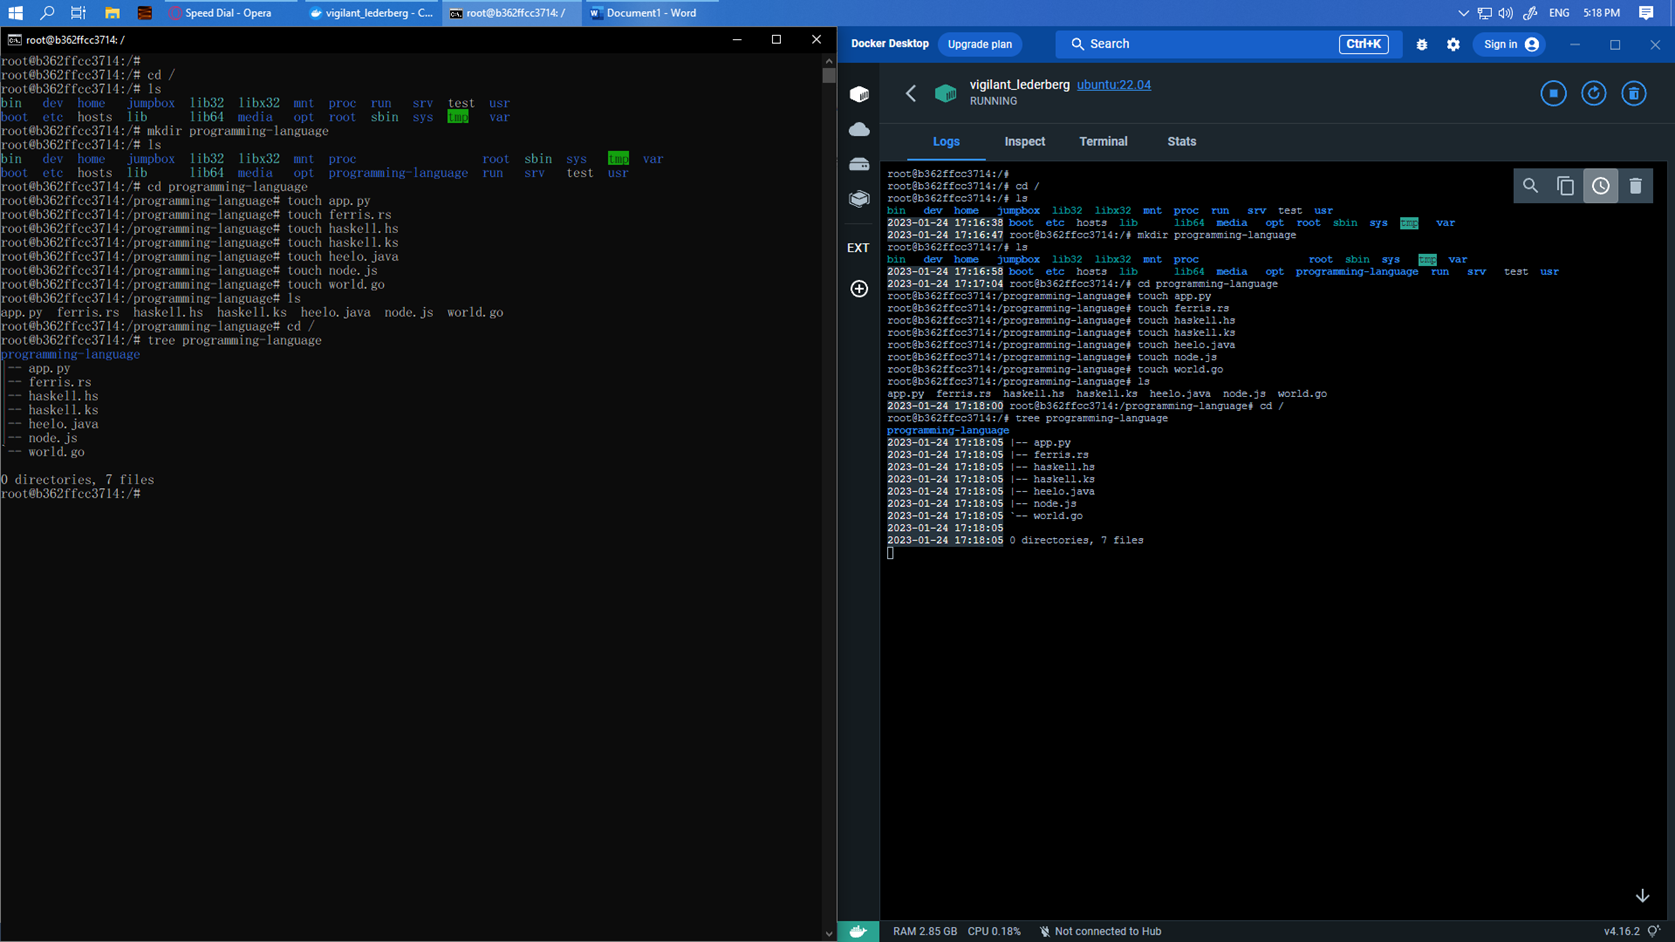 Speed Dial - Opera
vigilant_lederberg - C...
root@b362ffcc3714: /
Document1 - Word
ENG
5:18 PM
root@b362ffcc3714: /
root@b362ffcc3714:/#
root@b362ffcc3714:/# cd /
root@b362ffcc3714:/# ls
bin dev home jumpbox lib32 libx32 mnt proc run srv test usr
boot etc hosts lib lib64 media opt root sbin sys tmp var
root@b362ffcc3714:/# mkdir programming-language
root@b362ffcc3714:/# ls
bin dev home jumpbox lib32 libx32 mnt proc root sbin sys tmp var
boot etc hosts lib lib64 media opt programming-language run srv test usr
root@b362ffcc3714:/# cd programming-language
root@b362ffcc3714:/programming-language# touch app.py
root@b362ffcc3714:/programming-language# touch ferris.rs
root@b362ffcc3714:/programming-language# touch haskell.hs
root@b362ffcc3714:/programming-language# touch haskell.ks
root@b362ffcc3714:/programming-language# touch heelo.java
root@b362ffcc3714:/programming-language# touch node.js
root@b362ffcc3714:/programming-language# touch world.go
root@b362ffcc3714:/programming-language# ls
app.py ferris.rs haskell.hs haskell.ks heelo.java node.js world.go
root@b362ffcc3714:/programming-language# cd /
root@b362ffcc3714:/# tree programming-language
programming-language
|-- app.py
|-- ferris.rs
|-- haskell.hs
|-- haskell.ks
|-- heelo.java
|-- node.js
`-- world.go
0 directories, 7 files
root@b362ffcc3714:/#
Docker Desktop
Upgrade plan
Search
Ctrl+K
Sign in
vigilant_lederberg ubuntu:22.04
RUNNING
Logs
Inspect
Terminal
Stats
EXT
root@b362ffcc3714:/#
root@b362ffcc3714:/# cd /
root@b362ffcc3714:/# ls
bin dev home jumpbox lib32 libx32 mnt proc run srv test usr
2023-01-24 17:16:38 boot etc hosts lib lib64 media opt root sbin sys tmp var
2023-01-24 17:16:47 root@b362ffcc3714:/# mkdir programming-language
root@b362ffcc3714:/# ls
bin dev home jumpbox lib32 libx32 mnt proc root sbin sys tmp var
2023-01-24 17:16:58 boot etc hosts lib lib64 media opt programming-language run srv test usr
2023-01-24 17:17:04 root@b362ffcc3714:/# cd programming-language
root@b362ffcc3714:/programming-language# touch app.py
root@b362ffcc3714:/programming-language# touch ferris.rs
root@b362ffcc3714:/programming-language# touch haskell.hs
root@b362ffcc3714:/programming-language# touch haskell.ks
root@b362ffcc3714:/programming-language# touch heelo.java
root@b362ffcc3714:/programming-language# touch node.js
root@b362ffcc3714:/programming-language# touch world.go
root@b362ffcc3714:/programming-language# ls
app.py ferris.rs haskell.hs haskell.ks heelo.java node.js world.go
2023-01-24 17:18:00 root@b362ffcc3714:/programming-language# cd /
root@b362ffcc3714:/# tree programming-language
programming-language
2023-01-24 17:18:05 |-- app.py
2023-01-24 17:18:05 |-- ferris.rs
2023-01-24 17:18:05 |-- haskell.hs
2023-01-24 17:18:05 |-- haskell.ks
2023-01-24 17:18:05 |-- heelo.java
2023-01-24 17:18:05 |-- node.js
2023-01-24 17:18:05 `-- world.go
2023-01-24 17:18:05
2023-01-24 17:18:05 0 directories, 7 files
RAM 2.85 GB CPU 0.18% Not connected to Hub
v4.16.2